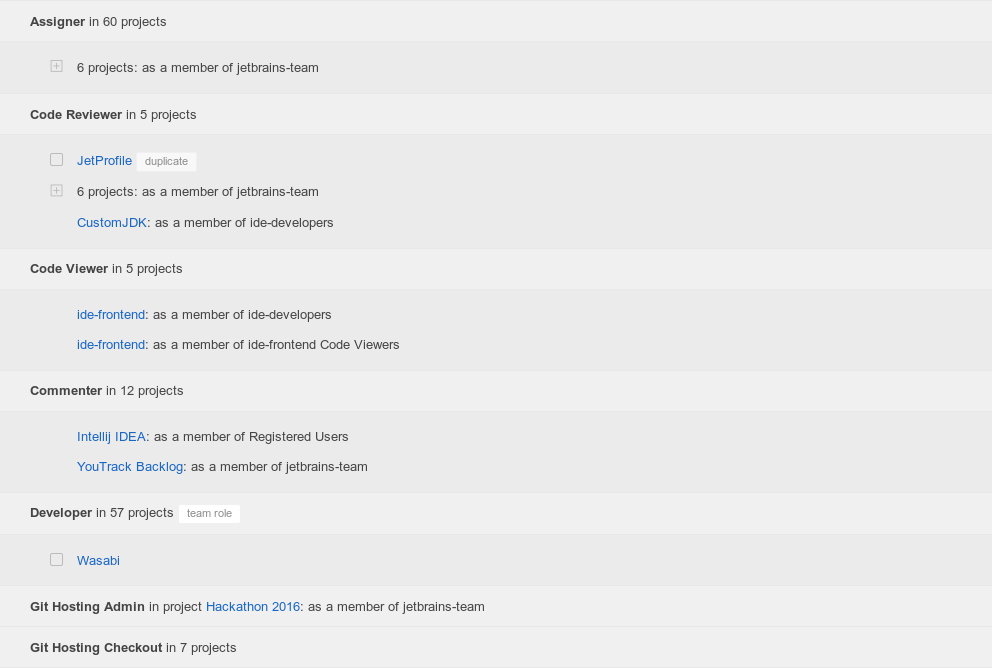 Assigner in 60 projects
6 projects: as a member of jetbrains-team
Code Reviewer in 5 projects
JetProfile duplicate
6 projects: as a member of jetbrains-team
CustomJDK: as a member of ide-developers
Code Viewer in 5 projects
ide-frontend: as a member of ide-developers
ide-frontend: as a member of ide-frontend Code Viewers
Commenter in 12 projects
Intellij IDEA: as a member of Registered Users
YouTrack Backlog: as a member of jetbrains-team
Developer in 57 projects team role
Wasabi
Git Hosting Admin in project Hackathon 2016: as a member of jetbrains-team
Git Hosting Checkout in 7 projects